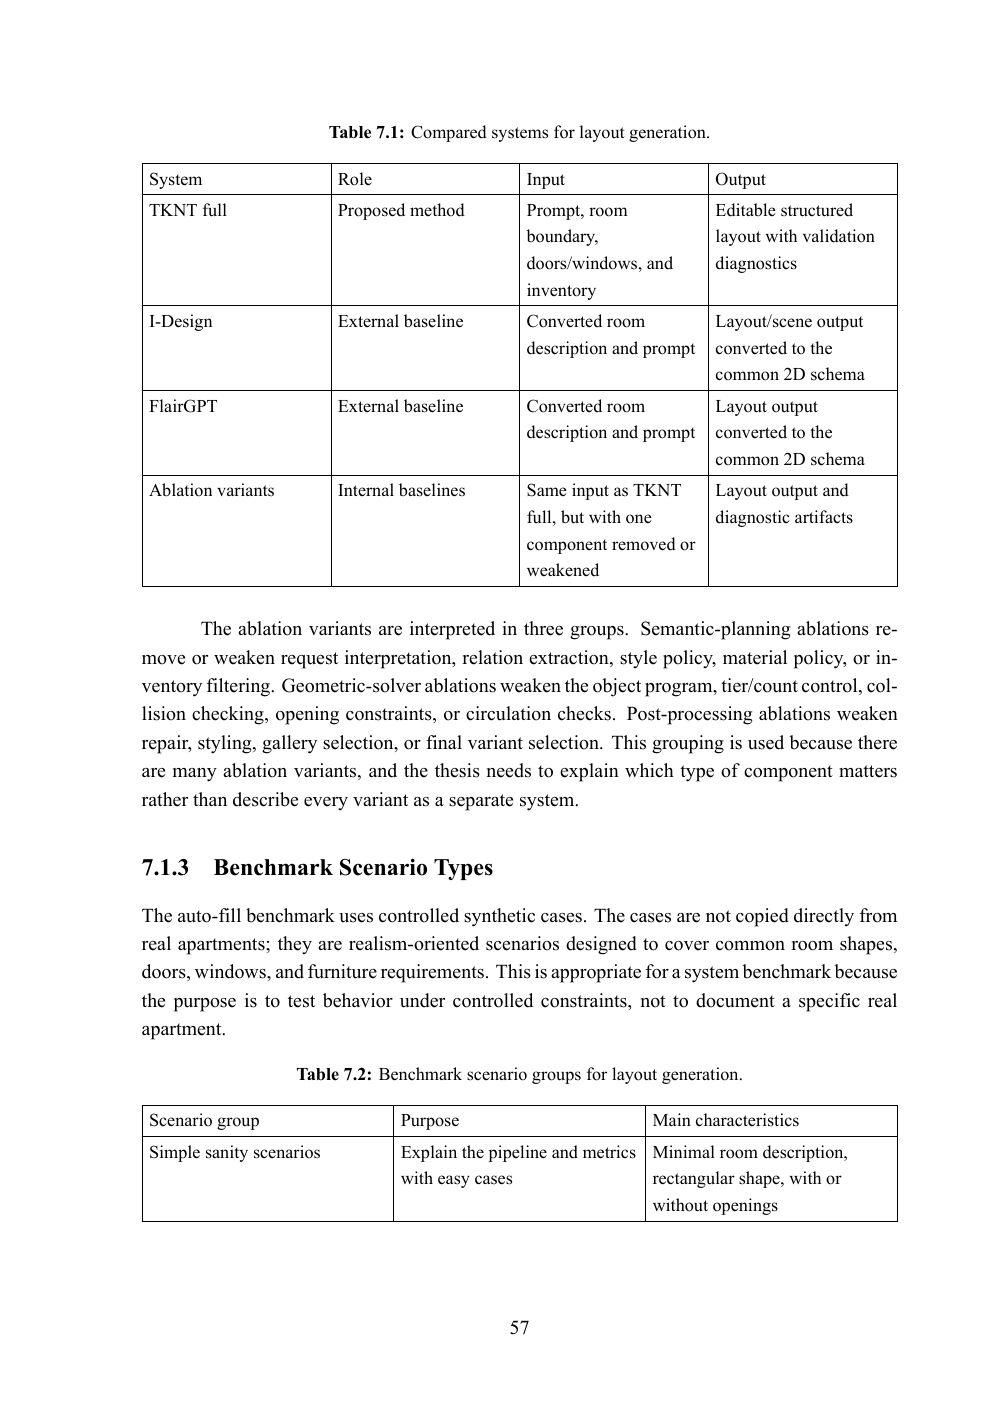 Table 7.1: Compared systems for layout generation.
System Role Input Output
TKNT full Proposed method Prompt, room Editable structured
boundary, layout with validation
doors/windows, and diagnostics
inventory
I-Design External baseline Converted room Layout/scene output
description and prompt converted to the
common 2D schema
FlairGPT External baseline Converted room Layout output
description and prompt converted to the
common 2D schema
Ablation variants Internal baselines Same input as TKNT Layout output and
full, but with one diagnostic artifacts
component removed or
weakened
The ablation variants are interpreted in three groups. Semantic-planning ablations re-
move or weaken request interpretation, relation extraction, style policy, material policy, or in-
ventory filtering. Geometric-solver ablations weaken the object program, tier/count control, col-
lision checking, opening constraints, or circulation checks. Post-processing ablations weaken
repair, styling, gallery selection, or final variant selection. This grouping is used because there
are many ablation variants, and the thesis needs to explain which type of component matters
rather than describe every variant as a separate system.
7.1.3 Benchmark Scenario Types
The auto-fill benchmark uses controlled synthetic cases. The cases are not copied directly from
real apartments; they are realism-oriented scenarios designed to cover common room shapes,
doors, windows, and furniture requirements. This is appropriate for a system benchmark because
the purpose is to test behavior under controlled constraints, not to document a specific real
apartment.
Table 7.2: Benchmark scenario groups for layout generation.
Scenario group Purpose Main characteristics
Simple sanity scenarios Explain the pipeline and metrics Minimal room description,
with easy cases rectangular shape, with or
without openings
57